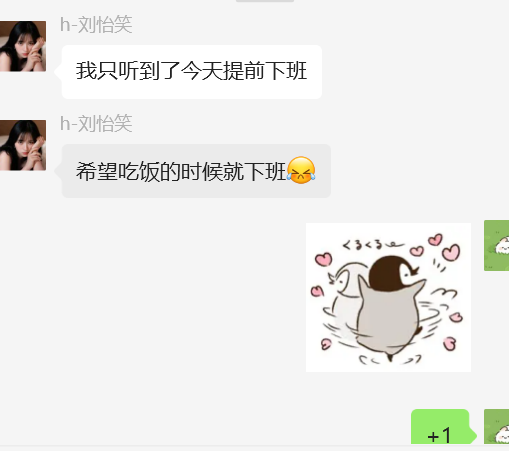 h-刘怡笑
我只听到了今天提前下班
h-刘怡笑
希望吃饭的时候就下班😹
くるくる〜
+1